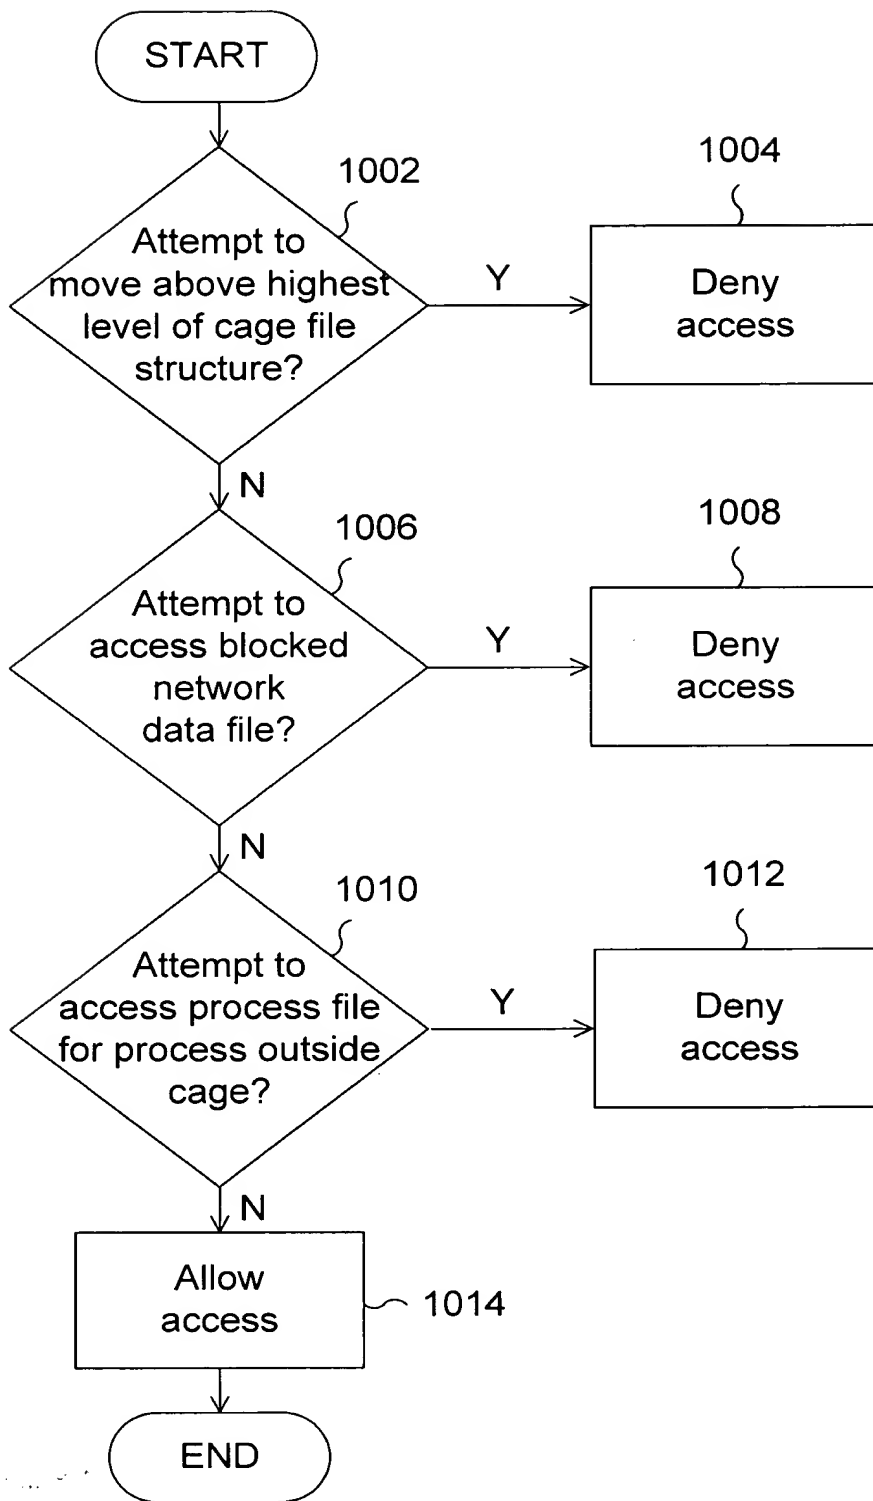 START
1002
Attempt to
move above highest
level of cage file
structure?
Y
1004
Deny
access
N
1006
Attempt to
access blocked
network
data file?
Y
1008
Deny
access
N
1010
Attempt to
access process file
for process outside
cage?
Y
1012
Deny
access
N
Allow
access
1014
END